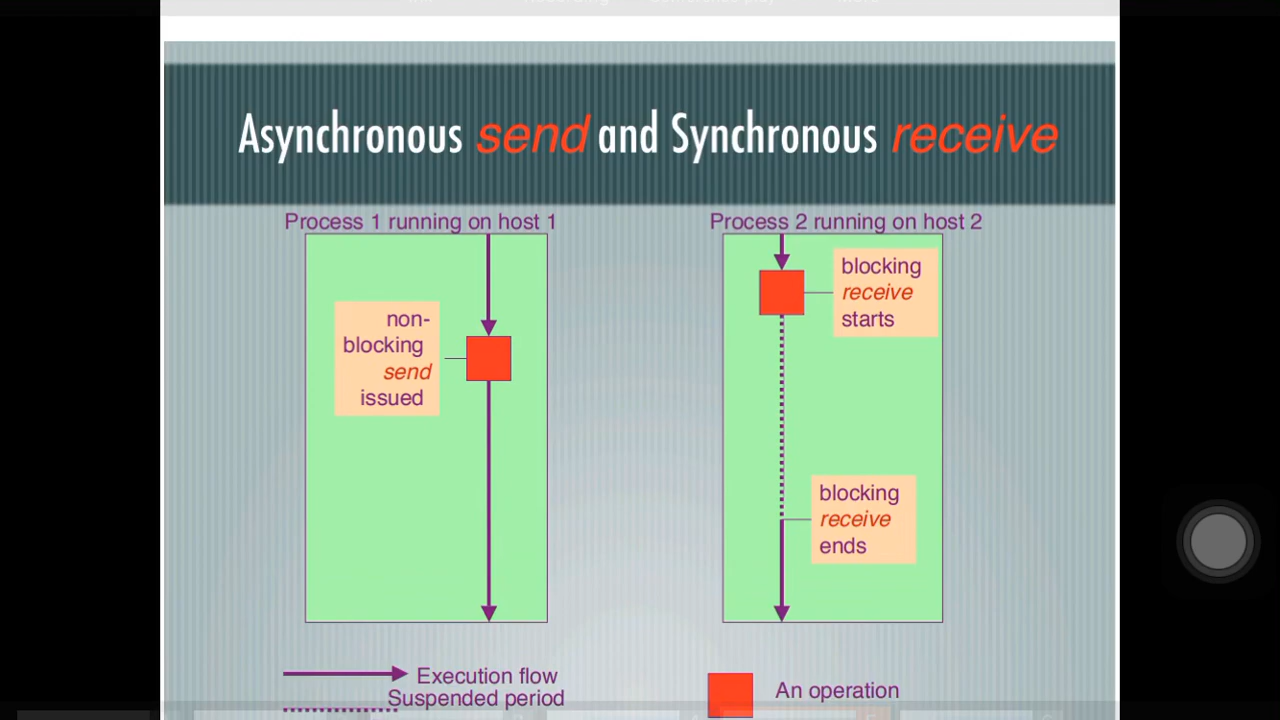 Asynchronous send and Synchronous receive
Process 1 running on host 1
non-
blocking
send
issued
Process 2 running on host 2
blocking
receive
starts
blocking
receive
ends
Execution flow
Suspended period
An operation